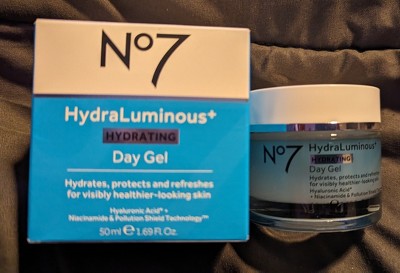 No7
HydraLuminous+
HYDRATING
Day Gel
Hydrates, protects and refreshes
for visibly healthier-looking skin
Hyaluronic Acid* +
Niacinamide & Pollution Shield Technology™
50ml ℮ 1.69 Fl. Oz.
No7
HydraLuminous+
HYDRATING
Day Gel
Hydrates, protects and refreshes
for visibly healthier-looking skin
Hyaluronic Acid*
+ Niacinamide & Pollution Shield